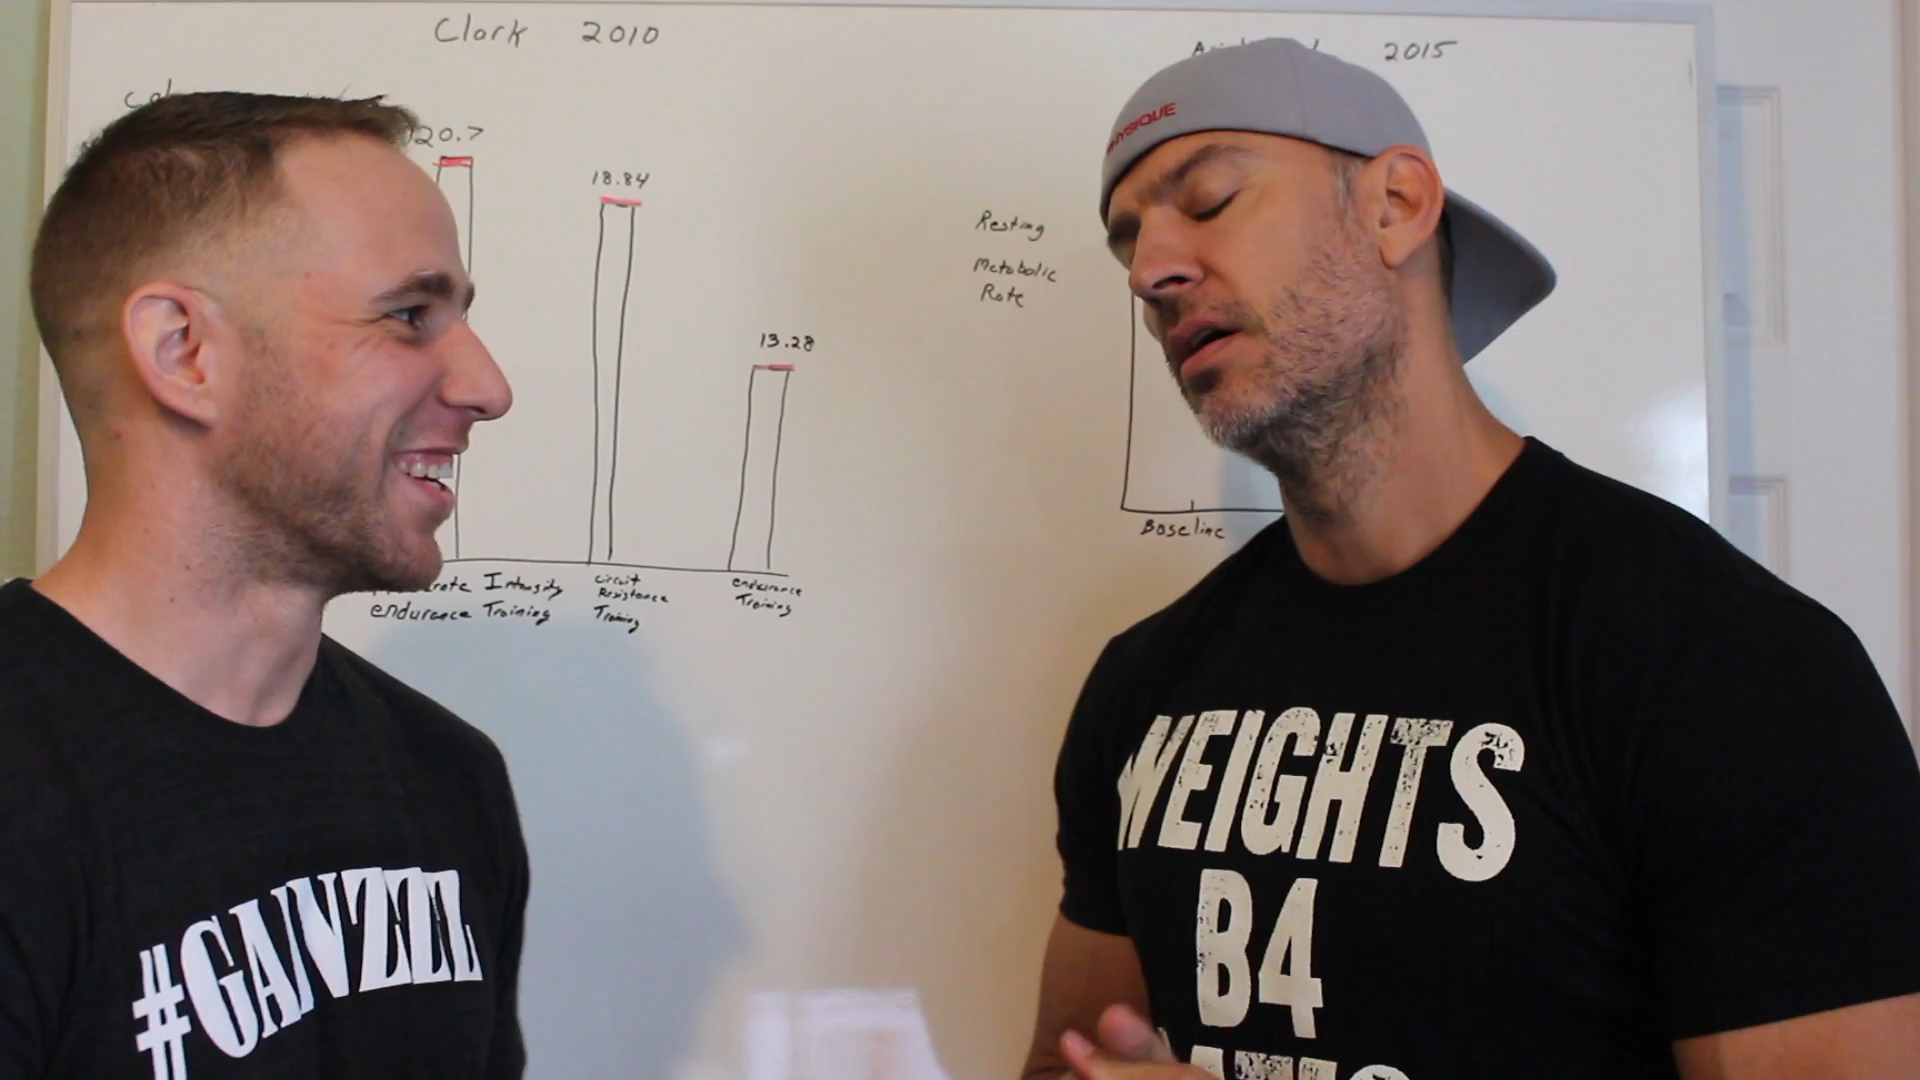 Clark 2010
2015
20.7
18.84
13.28
Resting
Metabolic
Rate
Baseline
Intensity
endurance Training
circuit
Resistance
Training
endurance
Training
PHYSIQUE
WEIGHTS
B4
#GAINZZZ